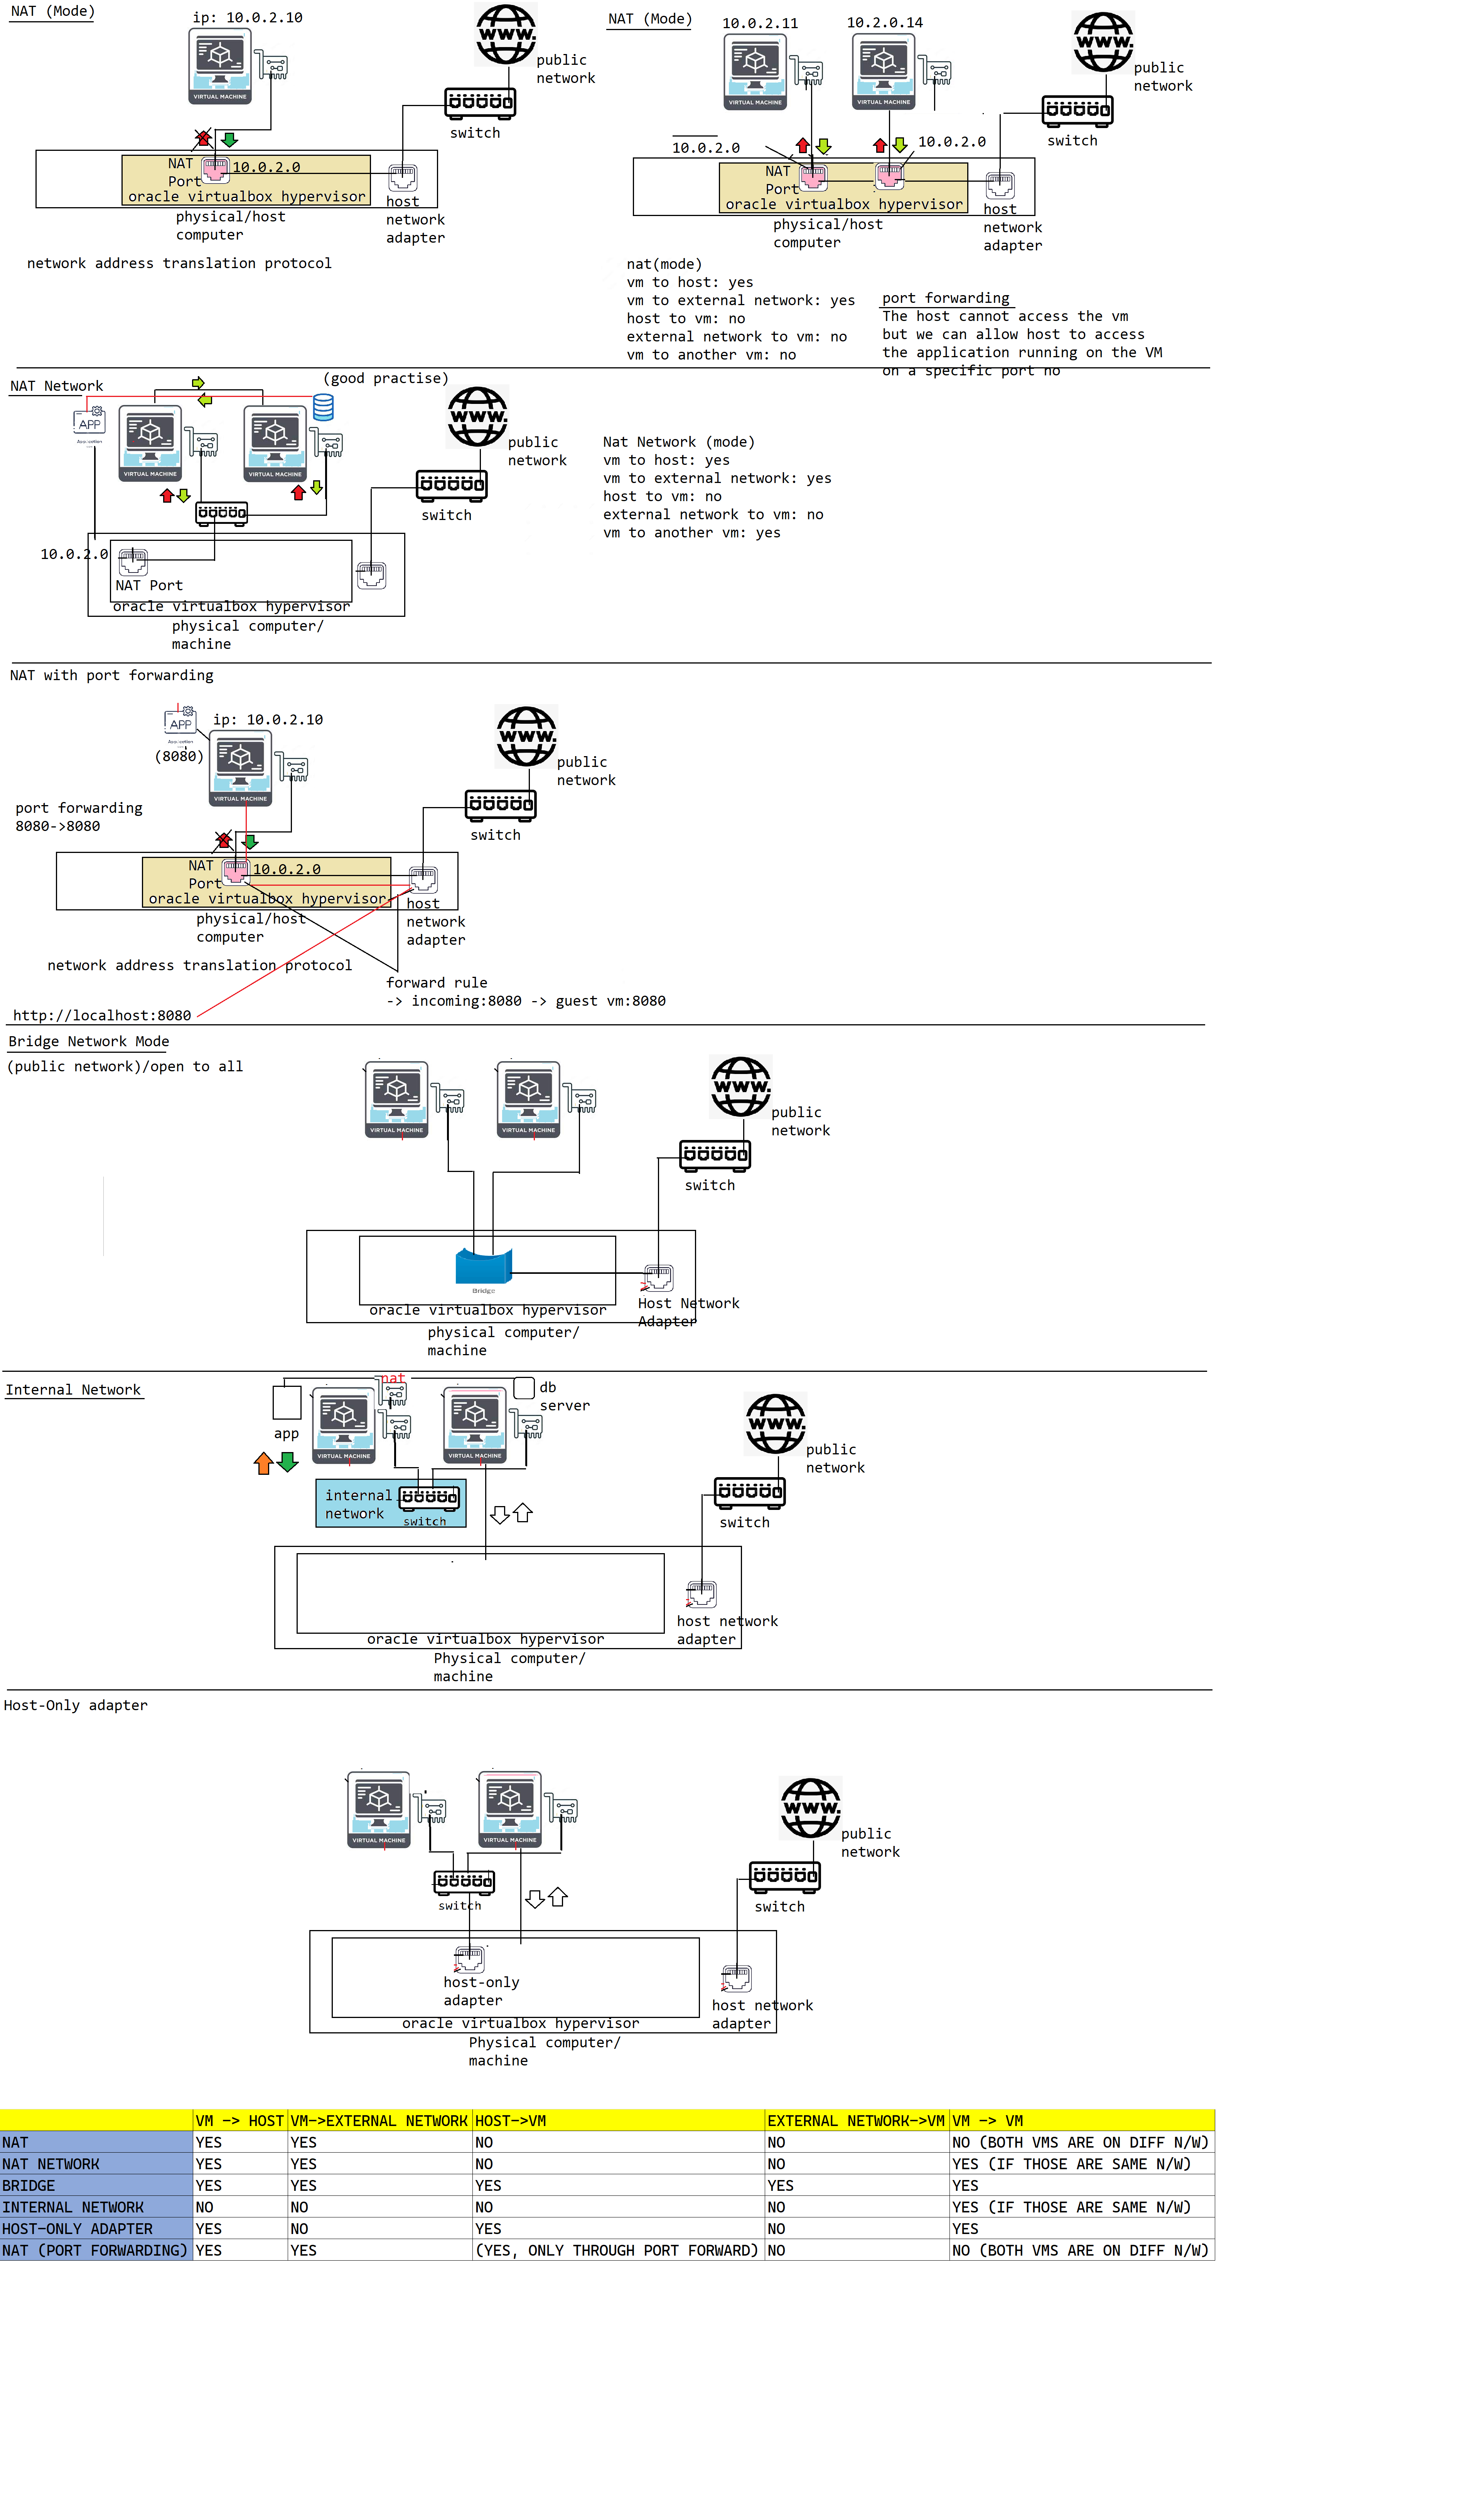 NAT (Mode)
ip: 10.0.2.10
VIRTUAL MACHINE
www.
public
network
switch
NAT
Port
10.0.2.0
oracle virtualbox hypervisor
physical/host
computer
host
network
adapter
network address translation protocol
NAT (Mode)
10.0.2.11
10.2.0.14
VIRTUAL MACHINE
VIRTUAL MACHINE
www.
public
network
switch
10.0.2.0
10.0.2.0
NAT
Port
oracle virtualbox hypervisor
physical/host
computer
host
network
adapter
nat(mode)
vm to host: yes
vm to external network: yes
host to vm: no
external network to vm: no
vm to another vm: no
port forwarding
The host cannot access the vm
but we can allow host to access
the application running on the VM
on a specific port no
NAT Network
(good practise)
APP
Application
VIRTUAL MACHINE
VIRTUAL MACHINE
www.
public
network
switch
10.0.2.0
NAT Port
oracle virtualbox hypervisor
physical computer/
machine
Nat Network (mode)
vm to host: yes
vm to external network: yes
host to vm: no
external network to vm: no
vm to another vm: yes
NAT with port forwarding
APP
(8080)
ip: 10.0.2.10
VIRTUAL MACHINE
www.
public
network
switch
port forwarding
8080->8080
NAT
Port
10.0.2.0
oracle virtualbox hypervisor
physical/host
computer
host
network
adapter
network address translation protocol
forward rule
-> incoming:8080 -> guest vm:8080
http://localhost:8080
Bridge Network Mode
(public network)/open to all
VIRTUAL MACHINE
VIRTUAL MACHINE
www.
public
network
switch
Bridge
oracle virtualbox hypervisor
Host Network
Adapter
physical computer/
machine
Internal Network
nat
app
VIRTUAL MACHINE
VIRTUAL MACHINE
db
server
www.
public
network
switch
internal
network
switch
oracle virtualbox hypervisor
host network
adapter
Physical computer/
machine
Host-Only adapter
VIRTUAL MACHINE
VIRTUAL MACHINE
www.
public
network
switch
switch
host-only
adapter
oracle virtualbox hypervisor
host network
adapter
Physical computer/
machine
VM -> HOST VM->EXTERNAL NETWORK HOST->VM EXTERNAL NETWORK->VM VM -> VM
NAT YES YES NO NO NO (BOTH VMS ARE ON DIFF N/W)
NAT NETWORK YES YES NO NO YES (IF THOSE ARE SAME N/W)
BRIDGE YES YES YES YES YES
INTERNAL NETWORK NO NO NO NO YES (IF THOSE ARE SAME N/W)
HOST-ONLY ADAPTER YES NO YES NO YES
NAT (PORT FORWARDING) YES YES (YES, ONLY THROUGH PORT FORWARD) NO NO (BOTH VMS ARE ON DIFF N/W)